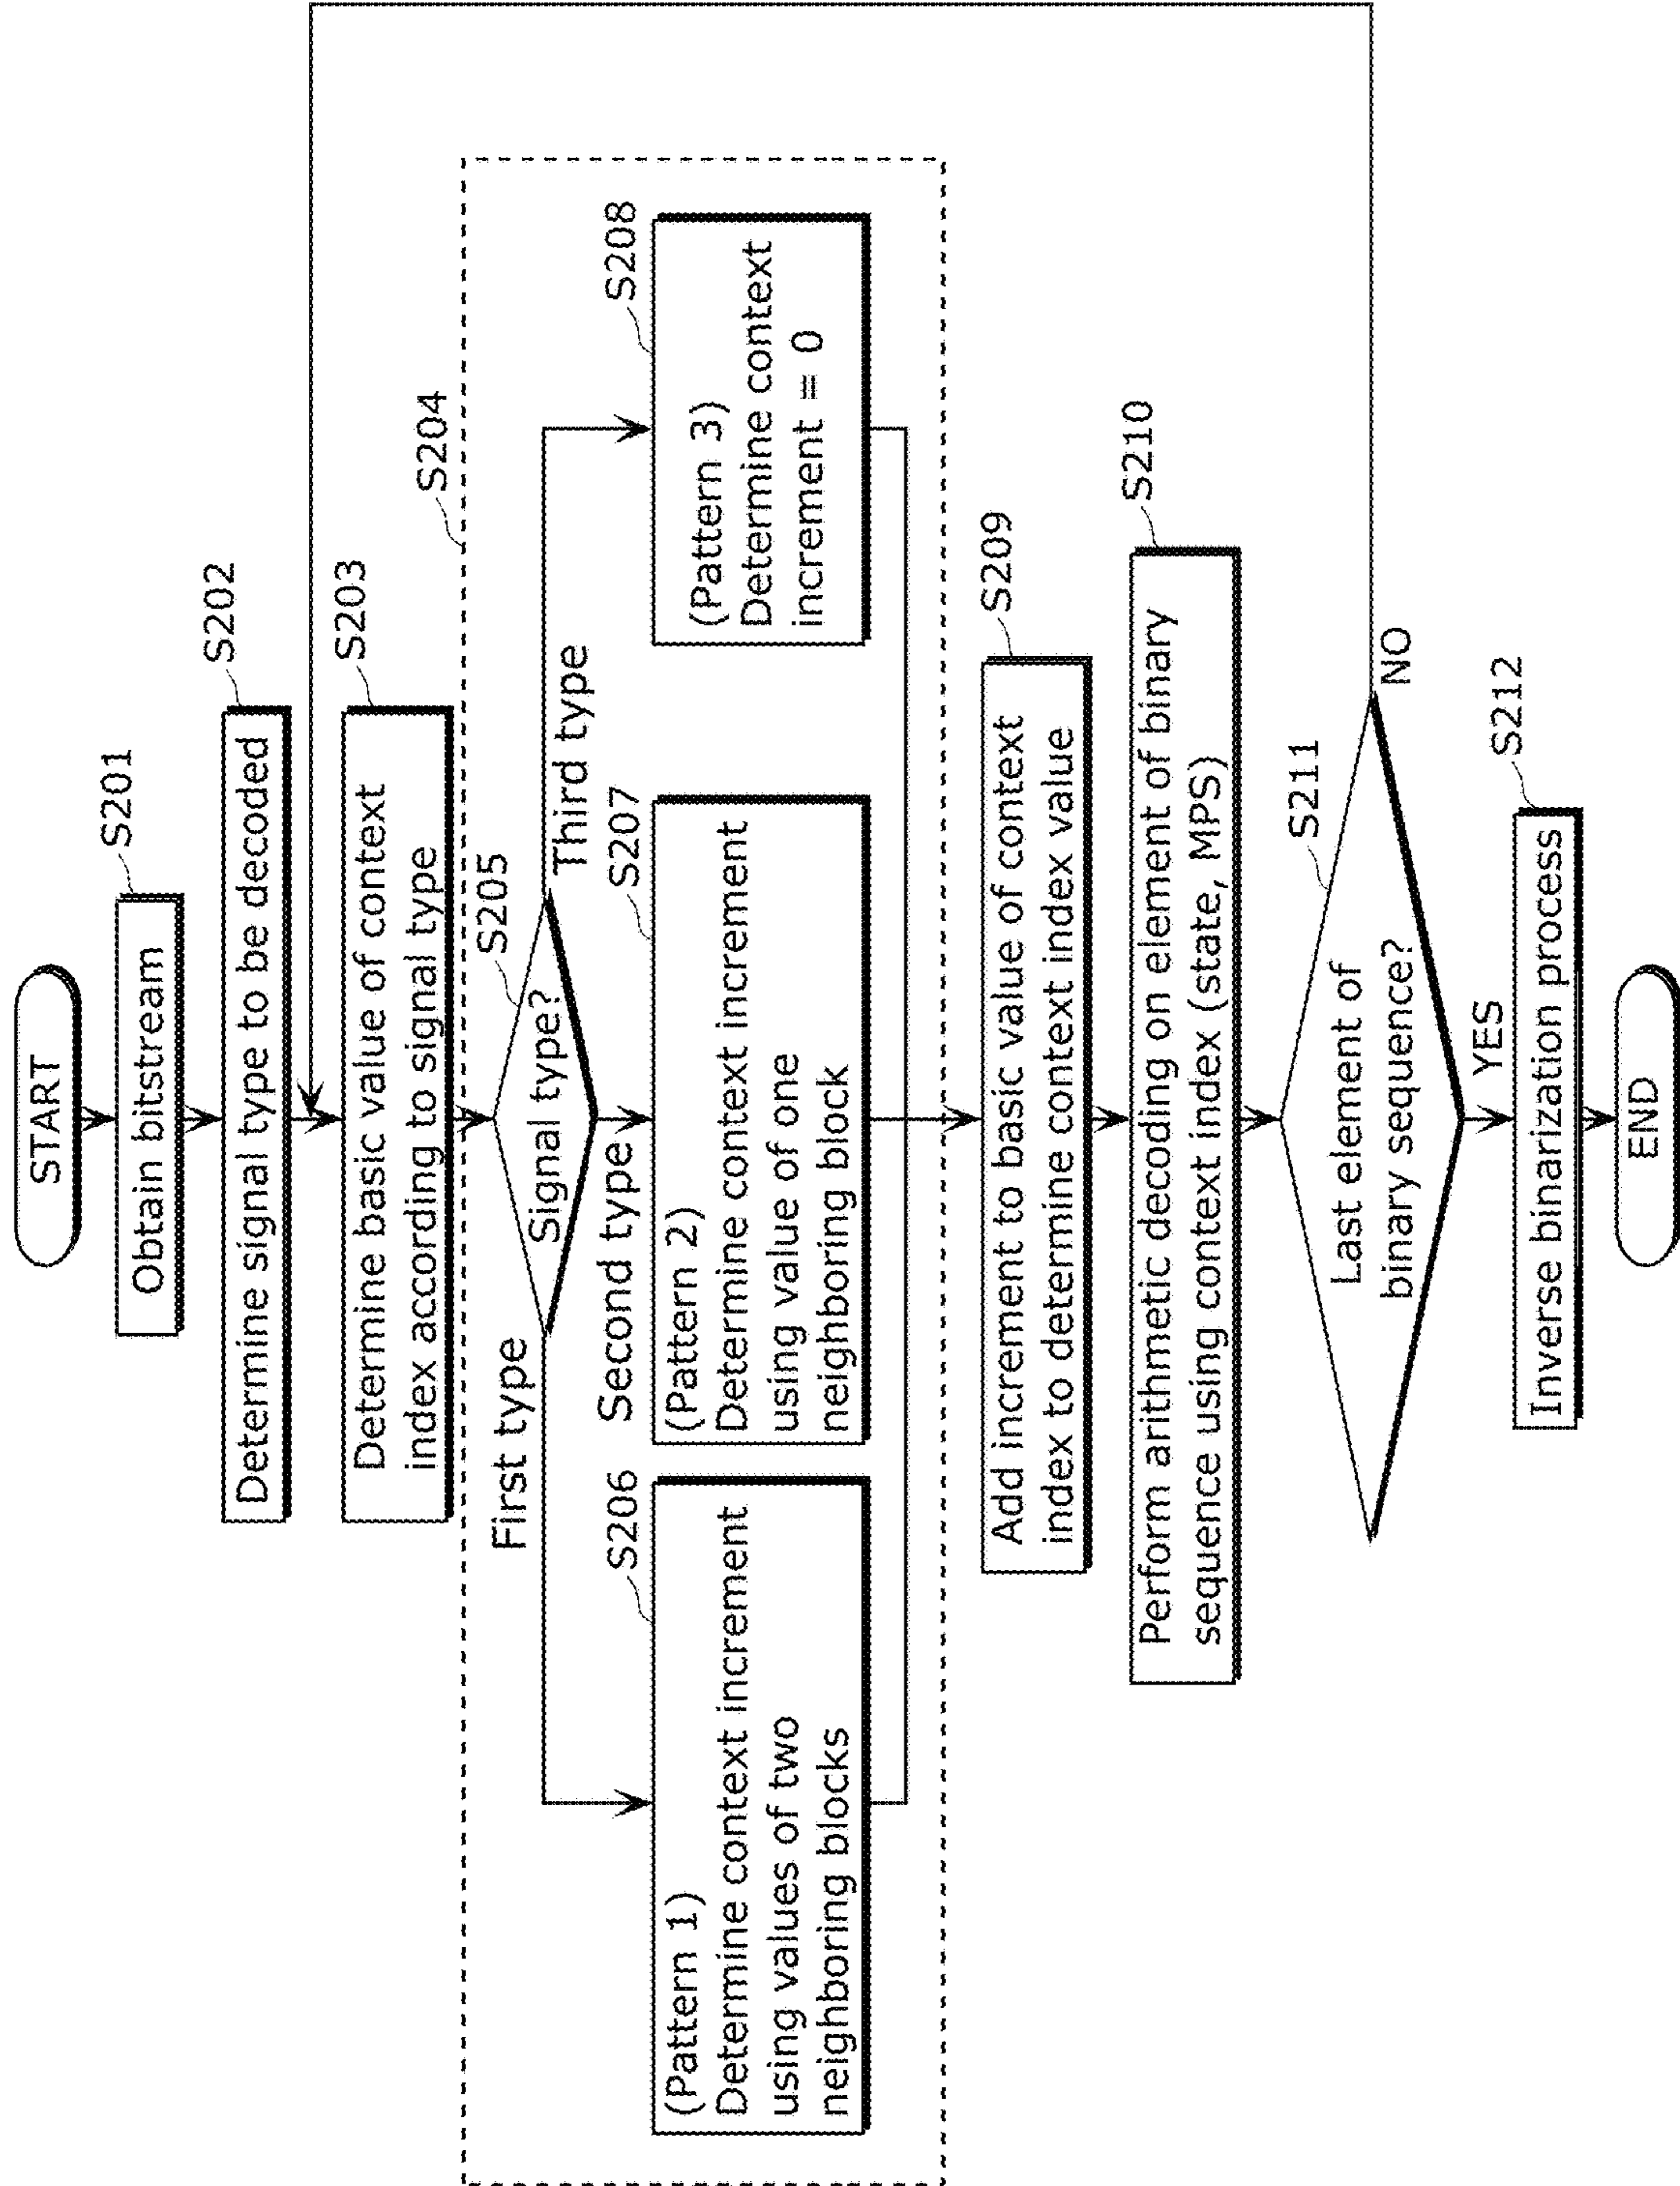 START
S201
Obtain bitstream
S202
Determine signal type to be decoded
S203
Determine basic value of context
index according to signal type
S204
S205
Signal type?
First type
Second type
Third type
S206
(Pattern 1)
Determine context increment
using values of two
neighboring blocks
S207
(Pattern 2)
Determine context increment
using value of one
neighboring block
S208
(Pattern 3)
Determine context
increment = 0
S209
Add increment to basic value of context
index to determine context index value
S210
Perform arithmetic decoding on element of binary
sequence using context index (state, MPS)
S211
Last element of
binary sequence?
NO
YES
S212
Inverse binarization process
END